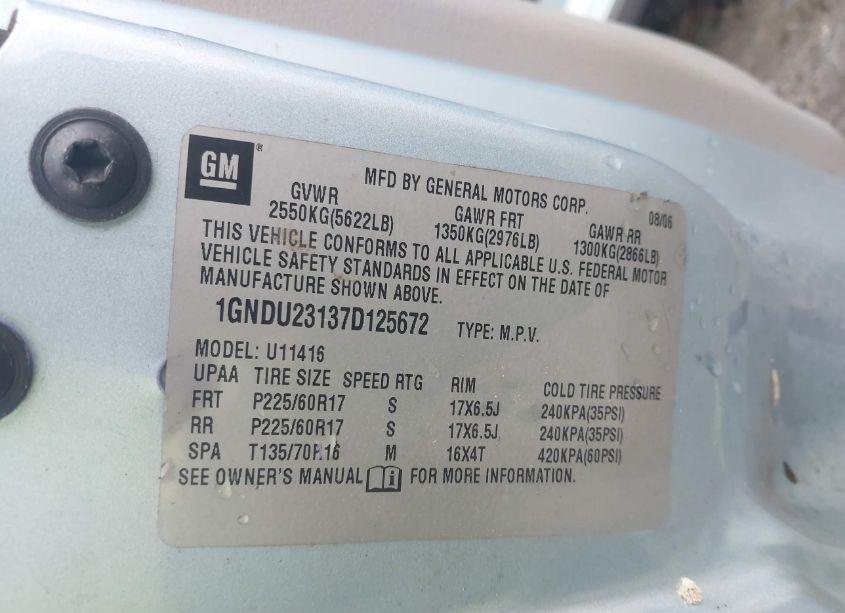 GM ®
MFD BY GENERAL MOTORS CORP. 08/06
GVWR GAWR FRT GAWR RR
2550KG(5622LB) 1350KG(2976LB) 1300KG(2866LB)
THIS VEHICLE CONFORMS TO ALL APPLICABLE U.S. FEDERAL MOTOR
VEHICLE SAFETY STANDARDS IN EFFECT ON THE DATE OF
MANUFACTURE SHOWN ABOVE.
1GNDU23137D125672 TYPE: M.P.V.
MODEL: U11416
UPAA TIRE SIZE SPEED RTG RIM COLD TIRE PRESSURE
FRT P225/60R17 S 17X6.5J 240KPA(35PSI)
RR P225/60R17 S 17X6.5J 240KPA(35PSI)
SPA T135/70R16 M 16X4T 420KPA(60PSI)
SEE OWNER'S MANUAL i FOR MORE INFORMATION.